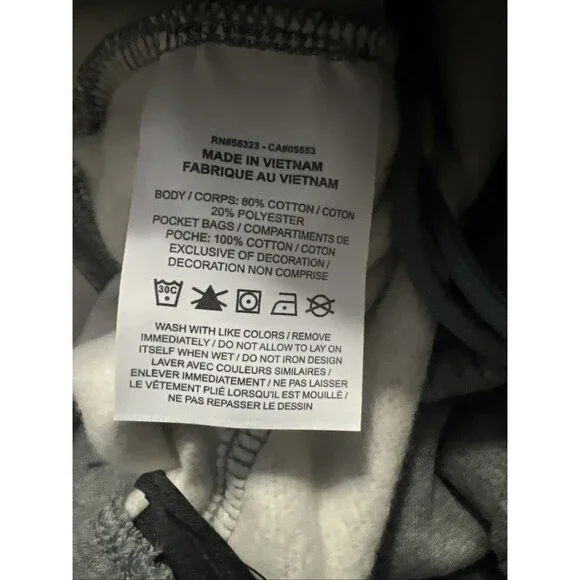 RN#56323 - CA#05553
MADE IN VIETNAM
FABRIQUE AU VIETNAM
BODY / CORPS: 80% COTTON / COTON
20% POLYESTER
POCKET BAGS / COMPARTIMENTS DE
POCHE: 100% COTTON / COTON
EXCLUSIVE OF DECORATION /
DECORATION NON COMPRISE
30C
WASH WITH LIKE COLORS / REMOVE
IMMEDIATELY / DO NOT ALLOW TO LAY ON
ITSELF WHEN WET / DO NOT IRON DESIGN
LAVER AVEC COULEURS SIMILAIRES /
ENLEVER IMMEDIATEMENT / NE PAS LAISSER
LE VÊTEMENT PLIÉ LORSQU'IL EST MOUILLÉ /
NE PAS REPASSER LE DESSIN